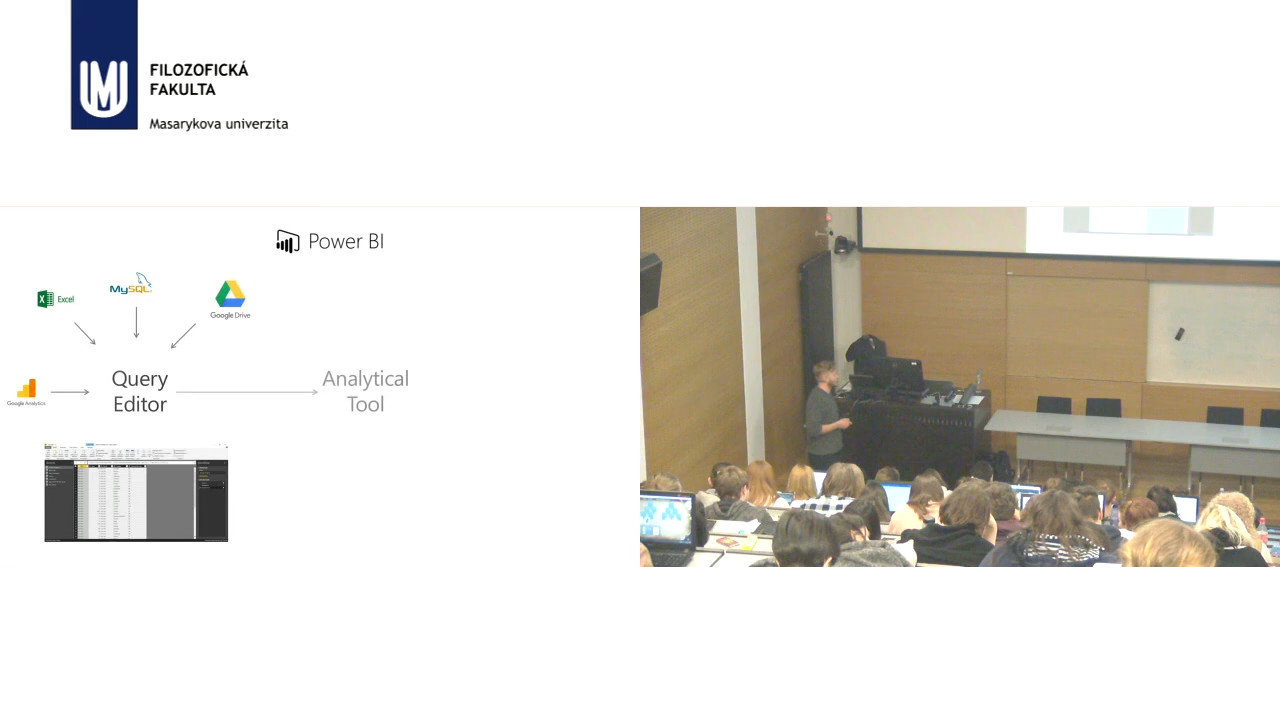 FILOZOFICKÁ
FAKULTA
Masarykova univerzita
Power BI
Excel
MySQL
Google Drive
Google Analytics
Query
Editor
Analytical
Tool